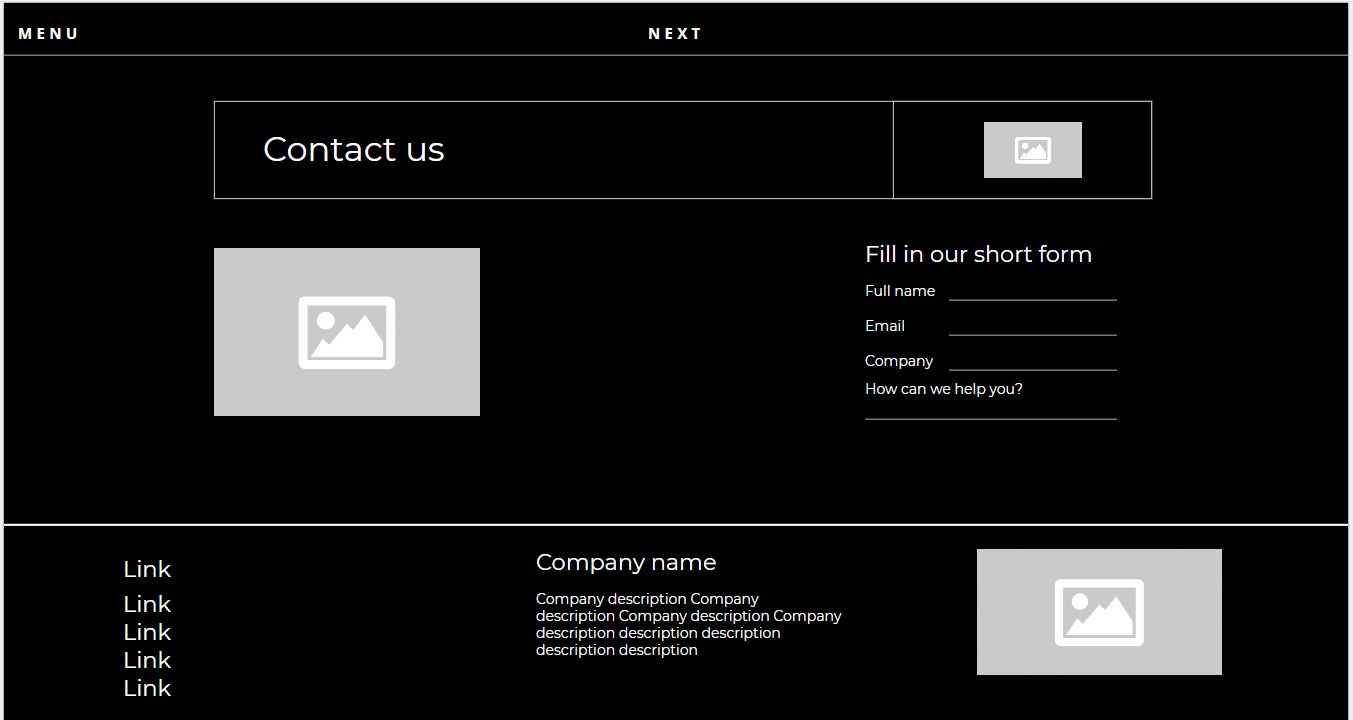 MENU
NEXT
Contact us
Fill in our short form
Full name
Email
Company
How can we help you?
Link
Link
Link
Link
Link
Company name
Company description Company
description Company description Company
description description description
description description